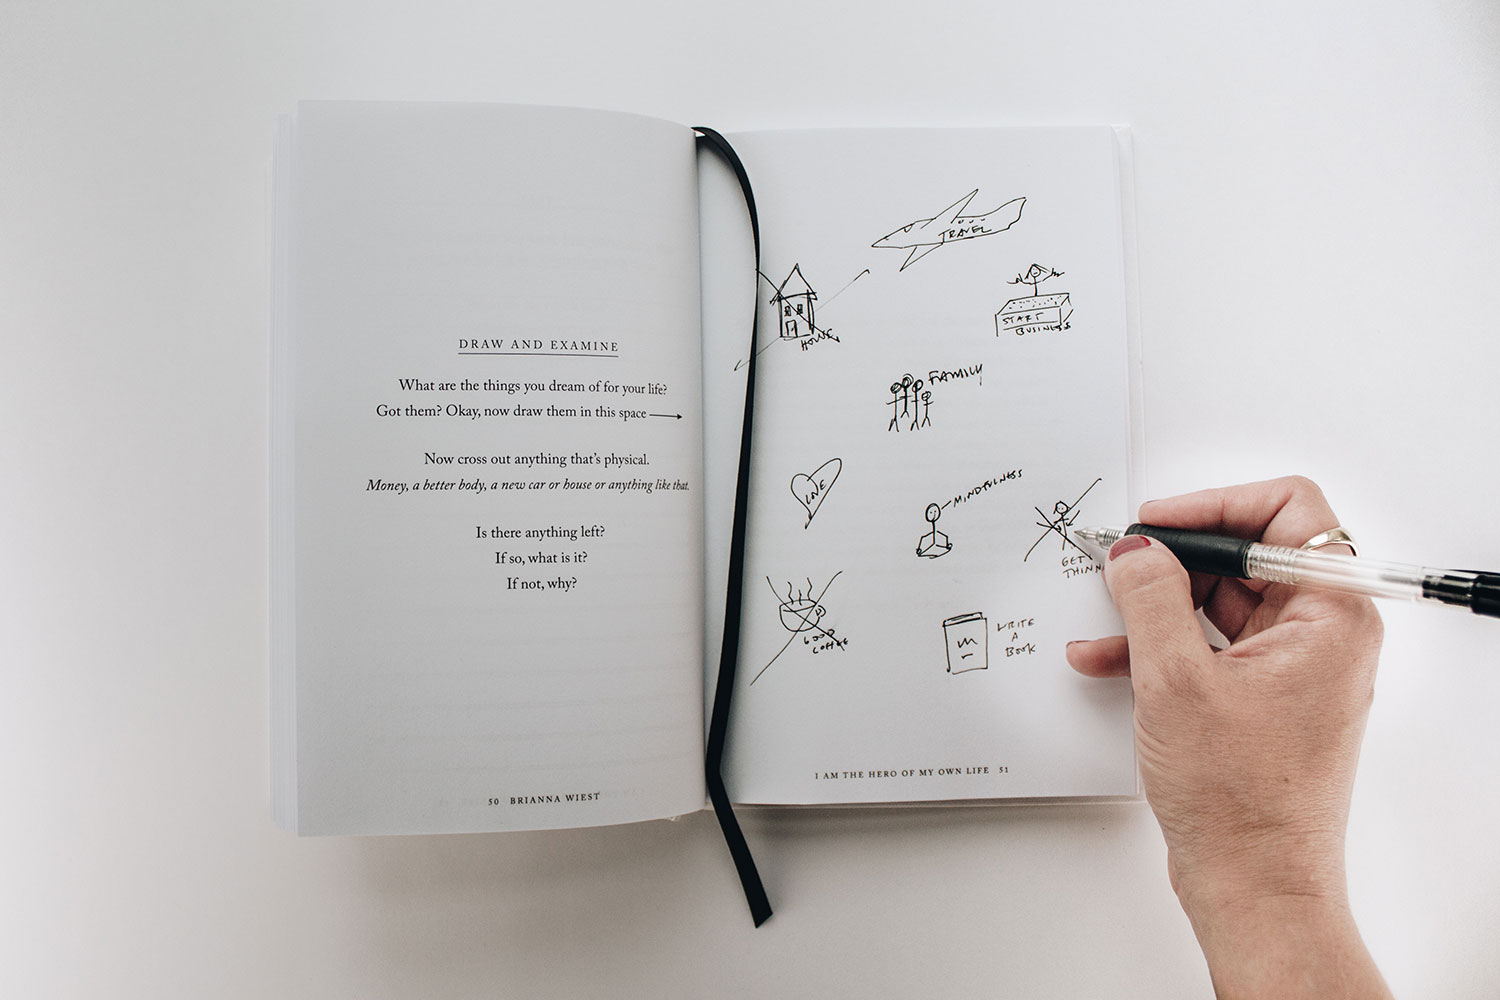 DRAW AND EXAMINE
What are the things you dream of for your life?
Got them? Okay, now draw them in this space
Now cross out anything that's physical.
Money, a better body, a new car or house or anything like that.
Is there anything left?
If so, what is it?
If not, why?
50 BRIANNA WIEST
TRAVEL
HOUSE
START
BUSINESS
FAMILY
LOVE
MINDFULNESS
GET
GOOD
COFFEE
WRITE
A
BOOK
I AM THE HERO OF MY OWN LIFE 51